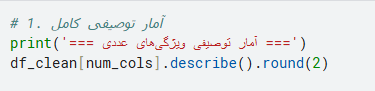 # 1. آمار توصیفی کامل
print('=== آمار توصیفی ویژگی‌های عددی ===')
df_clean[num_cols].describe().round(2)